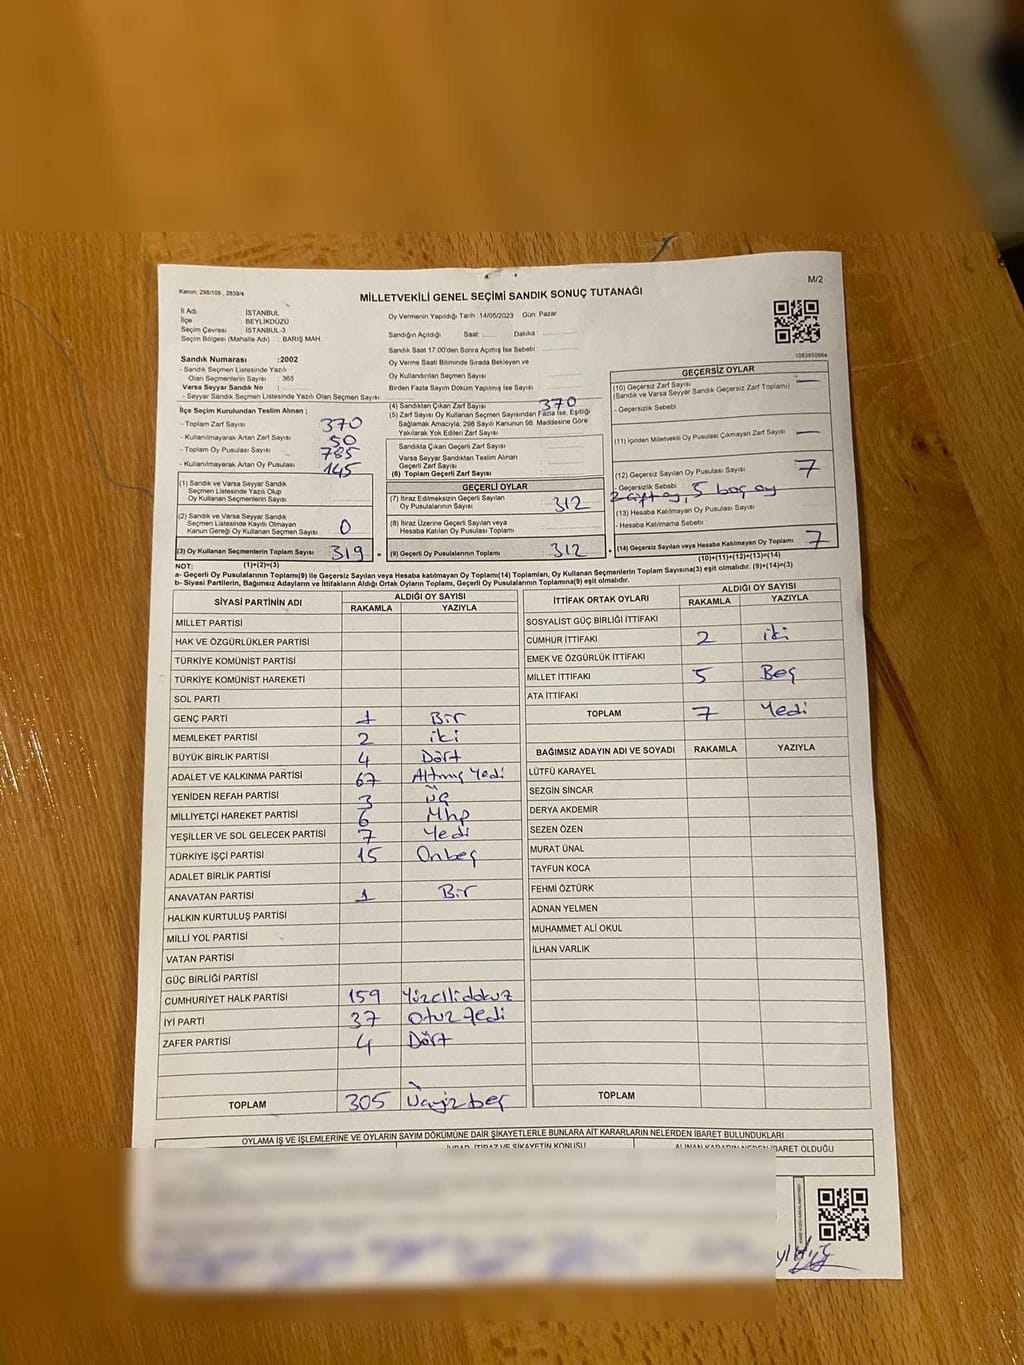 Kanun; 298/105 , 2839/4
M/2
MİLLETVEKİLİ GENEL SEÇİMİ SANDIK SONUÇ TUTANAĞI
İl Adı : İSTANBUL
İlçe : BEYLİKDÜZÜ
Seçim Çevresi : İSTANBUL-3
Seçim Bölgesi (Mahalle Adı) : BARIŞ MAH.
Sandık Numarası :2002
- Sandık Seçmen Listesinde Yazılı
Olan Seçmenlerin Sayısı : 365
Varsa Seyyar Sandık No :
- Seyyar Sandık Seçmen Listesinde Yazılı Olan Seçmen Sayısı:
Oy Vermenin Yapıldığı Tarih :14/05/2023 Gün: Pazar
Sandığın Açıldığı Saat: Dakika :
Sandık Saat 17.00'den Sonra Açılmış İse Sebebi :
Oy Verme Saati Bitiminde Sırada Bekleyen ve
Oy Kullandırılan Seçmen Sayısı
Birden Fazla Sayım Döküm Yapılmış İse Sayısı
1083850664
İlçe Seçim Kurulundan Teslim Alınan ;
- Toplam Zarf Sayısı 370
- Kullanılmayarak Artan Zarf Sayısı 50
- Toplam Oy Pusulası Sayısı 785
- Kullanılmayarak Artan Oy Pusulası 145
(1) Sandık ve Varsa Seyyar Sandık
Seçmen Listesinde Yazılı Olup
Oy Kullanan Seçmenlerin Sayısı
(2) Sandık ve Varsa Seyyar Sandık
Seçmen Listesinde Kayıtlı Olmayan
Kanun Gereği Oy Kullanan Seçmen Sayısı 0
(3) Oy Kullanan Seçmenlerin Toplam Sayısı 319 =
(1)+(2)=(3)
(4) Sandıktan Çıkan Zarf Sayısı 370
(5) Zarf Sayısı Oy Kullanan Seçmen Sayısından Fazla İse, Eşitliği
Sağlamak Amacıyla; 298 Sayılı Kanunun 98. Maddesine Göre
Yakılarak Yok Edilen Zarf Sayısı
Sandıkta Çıkan Geçerli Zarf Sayısı
Varsa Seyyar Sandıktan Teslim Alınan
Geçerli Zarf Sayısı
(6) Toplam Geçerli Zarf Sayısı
GEÇERLİ OYLAR
(7) İtiraz Edilmeksizin Geçerli Sayılan
Oy Pusulasının Sayısı 312
(8) İtiraz Üzerine Geçerli Sayılan veya
Hesaba Katılan Oy Pusulası Toplamı
(9) Geçerli Oy Pusulalarının Toplamı 312 +
GEÇERSİZ OYLAR
(10) Geçersiz Zarf Sayısı —
(Sandık ve Varsa Seyyar Sandık Geçersiz Zarf Toplamı)
- Geçersizlik Sebebi
(11) İçinden Milletvekili Oy Pusulası Çıkmayan Zarf Sayısı —
(12) Geçersiz Sayılan Oy Pusulası Sayısı 7
- Geçersizlik Sebebi : 2 çift oy, 5 boş oy
(13) Hesaba Katılmayan Oy Pusulası Sayısı
- Hesaba Katılmama Sebebi
(14) Geçersiz Sayılan veya Hesaba Katılmayan Oy Toplamı 7
(10)+(11)+(12)+(13)=(14)
NOT:
a- Geçerli Oy Pusulalarının Toplamı(9) ile Geçersiz Sayılan veya Hesaba katılmayan Oy Toplamı(14) Toplamları, Oy Kullanan Seçmenlerin Toplam Sayısına(3) eşit olmalıdır. (9)+(14)=(3)
b- Siyasi Partilerin, Bağımsız Adayların ve İttifakların Aldığı Ortak Oyların Toplamı, Geçerli Oy Pusulalarının Toplamına(9) eşit olmalıdır.
SİYASİ PARTİNİN ADI ALDIĞI OY SAYISI
RAKAMLA YAZIYLA
MİLLET PARTİSİ
HAK VE ÖZGÜRLÜKLER PARTİSİ
TÜRKİYE KOMÜNİST PARTİSİ
TÜRKİYE KOMÜNİST HAREKETİ
SOL PARTİ
GENÇ PARTİ 1 Bir
MEMLEKET PARTİSİ 2 iki
BÜYÜK BİRLİK PARTİSİ 4 Dört
ADALET VE KALKINMA PARTİSİ 67 Altmış Yedi
YENİDEN REFAH PARTİSİ 3 üç
MİLLİYETÇİ HAREKET PARTİSİ 6 Mhp
YEŞİLLER VE SOL GELECEK PARTİSİ 7 Yedi
TÜRKİYE İŞÇİ PARTİSİ 15 Onbeş
ADALET BİRLİK PARTİSİ
ANAVATAN PARTİSİ 1 Bir
HALKIN KURTULUŞ PARTİSİ
MİLLİ YOL PARTİSİ
VATAN PARTİSİ
GÜÇ BİRLİĞİ PARTİSİ
CUMHURİYET HALK PARTİSİ 159 Yüzellidokuz
İYİ PARTİ 37 Otuz Yedi
ZAFER PARTİSİ 4 Dört
TOPLAM 305 Üçyüzbeş
İTTİFAK ORTAK OYLARI ALDIĞI OY SAYISI
RAKAMLA YAZIYLA
SOSYALİST GÜÇ BİRLİĞİ İTTİFAKI
CUMHUR İTTİFAKI 2 iki
EMEK VE ÖZGÜRLÜK İTTİFAKI
MİLLET İTTİFAKI 5 Beş
ATA İTTİFAKI
TOPLAM 7 Yedi
BAĞIMSIZ ADAYIN ADI VE SOYADI RAKAMLA YAZIYLA
LÜTFÜ KARAYEL
SEZGİN SİNCAR
DERYA AKDEMİR
SEZEN ÖZEN
MURAT ÜNAL
TAYFUN KOCA
FEHMİ ÖZTÜRK
ADNAN YELMEN
MUHAMMET ALİ OKUL
İLHAN VARLIK
TOPLAM
OYLAMA İŞ VE İŞLEMLERİNE VE OYLARIN SAYIM DÖKÜMÜNE DAİR ŞİKAYETLERLE BUNLARA AİT KARARLARIN NELERDEN İBARET BULUNDUKLARI
İHBAR, İTİRAZ VE ŞİKAYETİN KONUSU ALINAN KARARIN NEDEN İBARET OLDUĞU